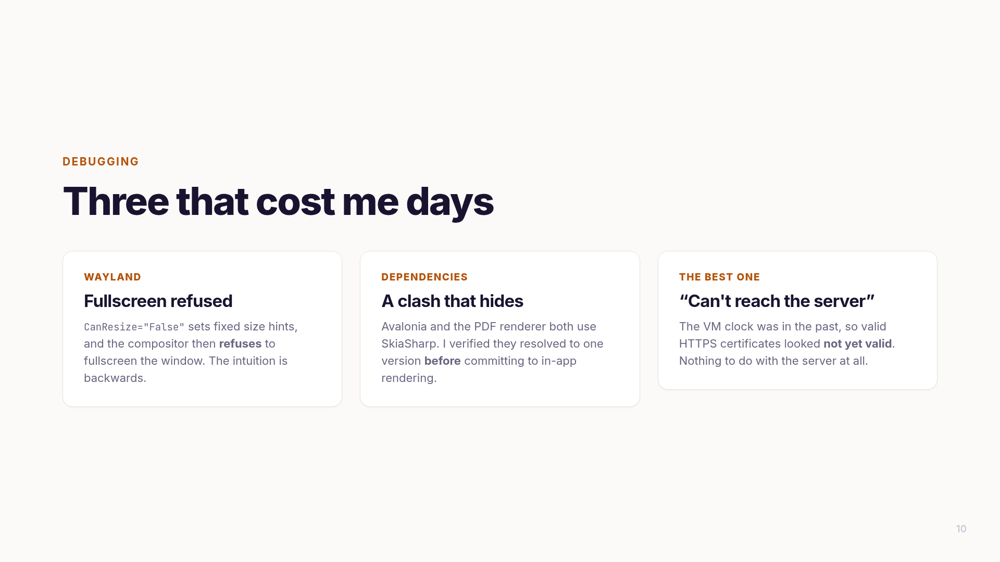 DEBUGGING
Three that cost me days
WAYLAND
Fullscreen refused
CanResize="False" sets fixed size hints,
and the compositor then refuses to
fullscreen the window. The intuition is
backwards.
DEPENDENCIES
A clash that hides
Avalonia and the PDF renderer both use
SkiaSharp. I verified they resolved to one
version before committing to in-app
rendering.
THE BEST ONE
“Can't reach the server”
The VM clock was in the past, so valid
HTTPS certificates looked not yet valid.
Nothing to do with the server at all.
10